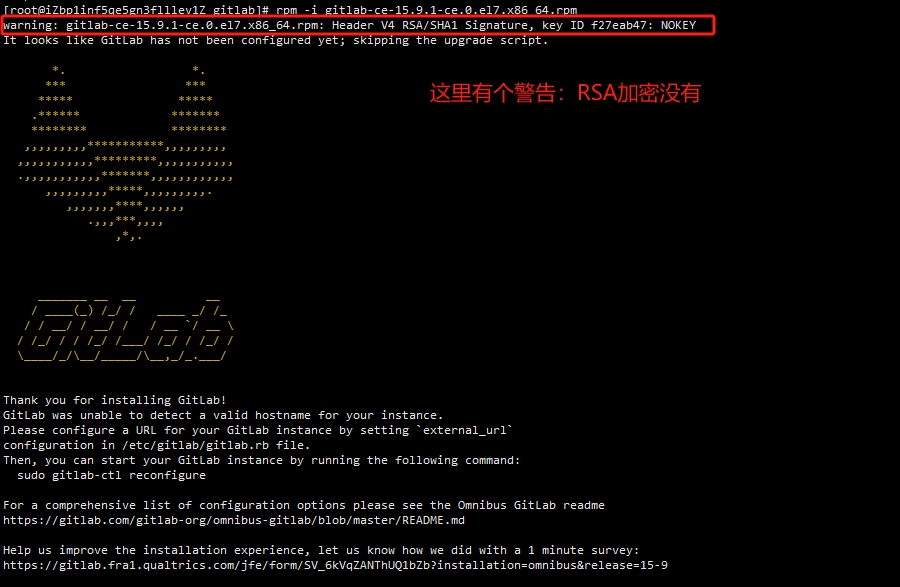 [root@iZbp1inf5qe5gn3flllev1Z gitlab]# rpm -i gitlab-ce-15.9.1-ce.0.el7.x86_64.rpm
warning: gitlab-ce-15.9.1-ce.0.el7.x86_64.rpm: Header V4 RSA/SHA1 Signature, key ID f27eab47: NOKEY
It looks like GitLab has not been configured yet; skipping the upgrade script.
这里有个警告：RSA加密没有
GitLab
Thank you for installing GitLab!
GitLab was unable to detect a valid hostname for your instance.
Please configure a URL for your GitLab instance by setting `external_url`
configuration in /etc/gitlab/gitlab.rb file.
Then, you can start your GitLab instance by running the following command:
sudo gitlab-ctl reconfigure
For a comprehensive list of configuration options please see the Omnibus GitLab readme
https://gitlab.com/gitlab-org/omnibus-gitlab/blob/master/README.md
Help us improve the installation experience, let us know how we did with a 1 minute survey:
https://gitlab.fra1.qualtrics.com/jfe/form/SV_6kVqZANThUQ1bZb?installation=omnibus&release=15-9